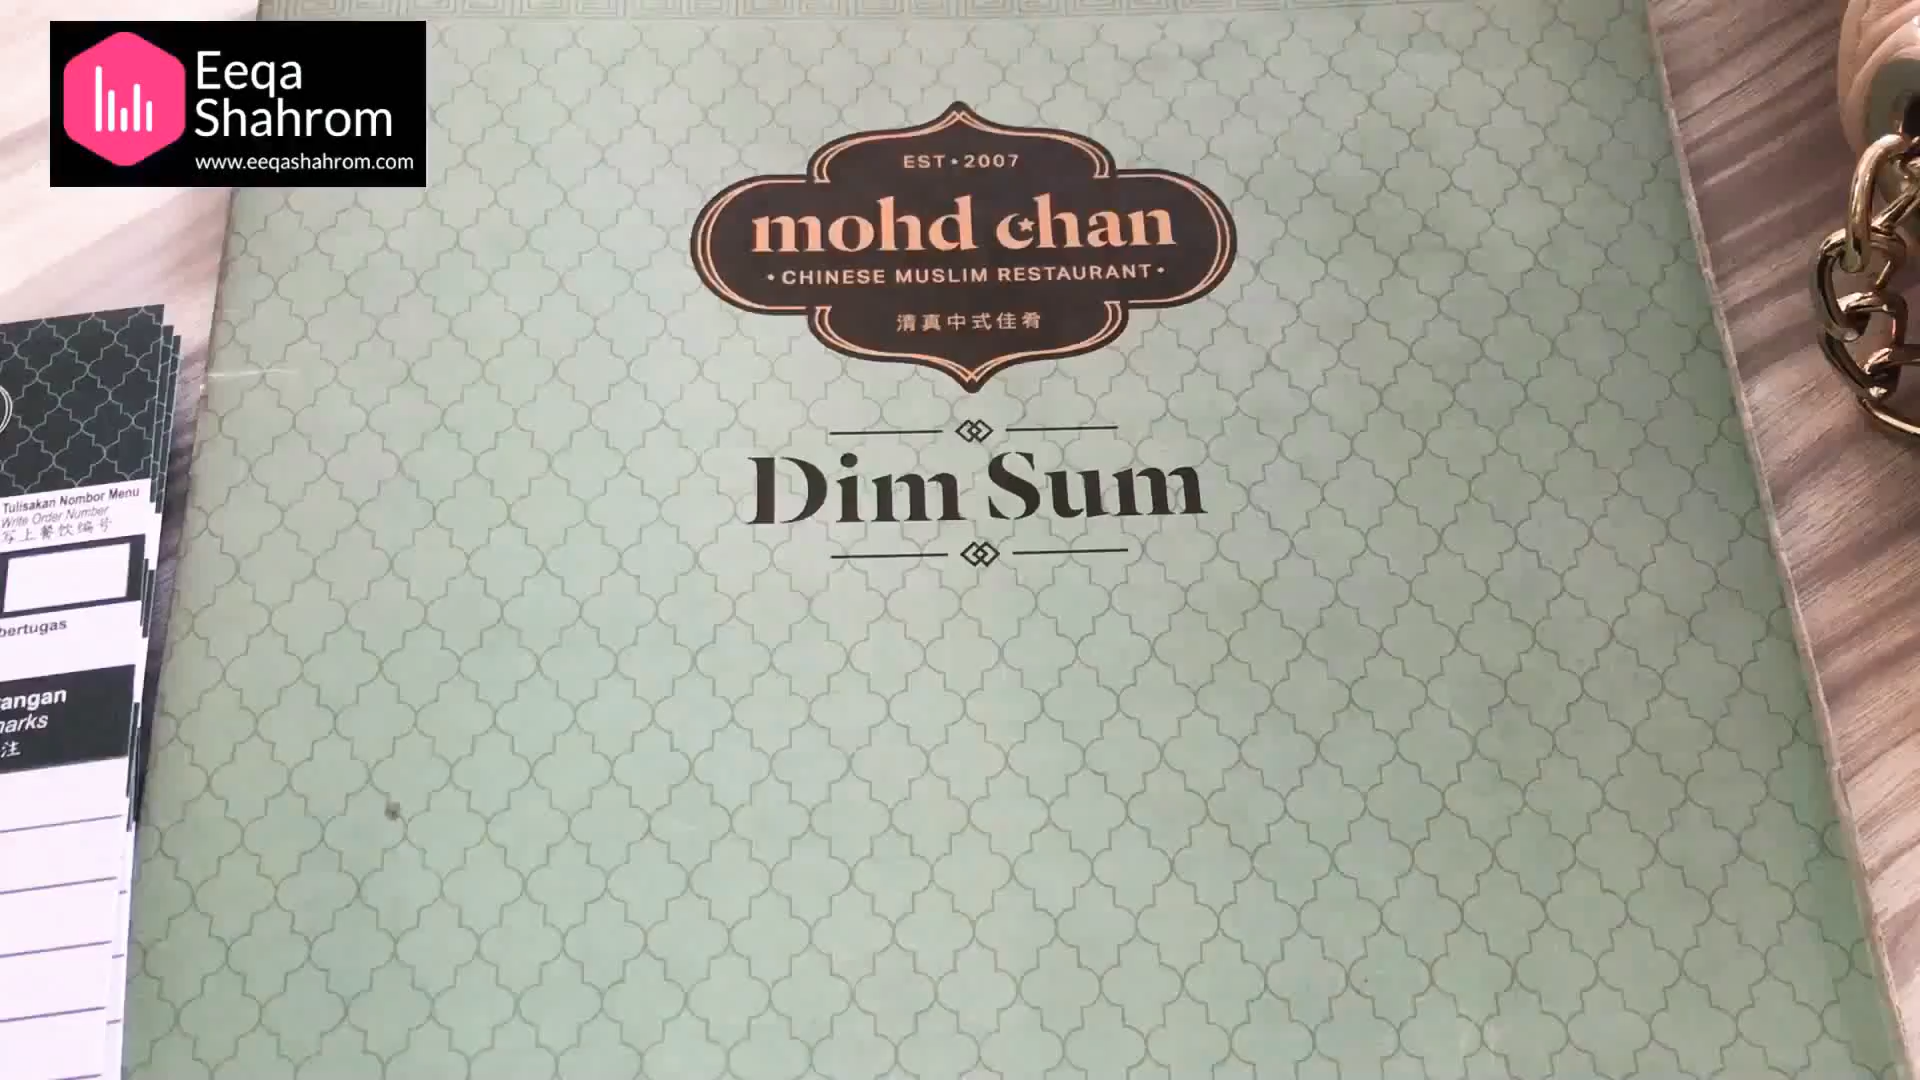 Eeqa
Shahrom
www.eeqashahrom.com
EST•2007
mohd chan
•CHINESE MUSLIM RESTAURANT•
清真中式佳肴
Dim Sum
Tulisakan Nombor Menu
Write Order Number
写上餐饮编号
bertugas
angan
arks
注